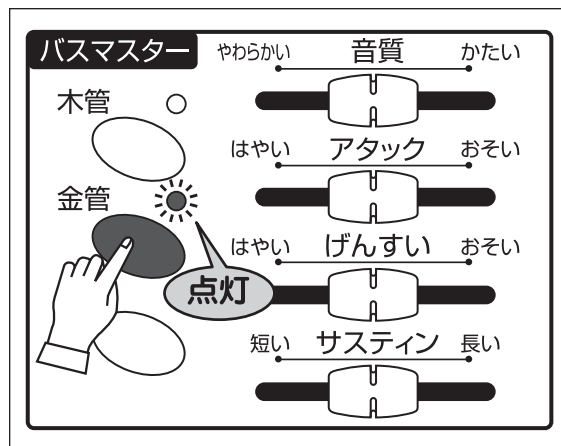 バスマスター
やわらかい 音質 かたい
木管
はやい アタック おそい
金管
はやい げんすい おそい
点灯
短い サスティン 長い